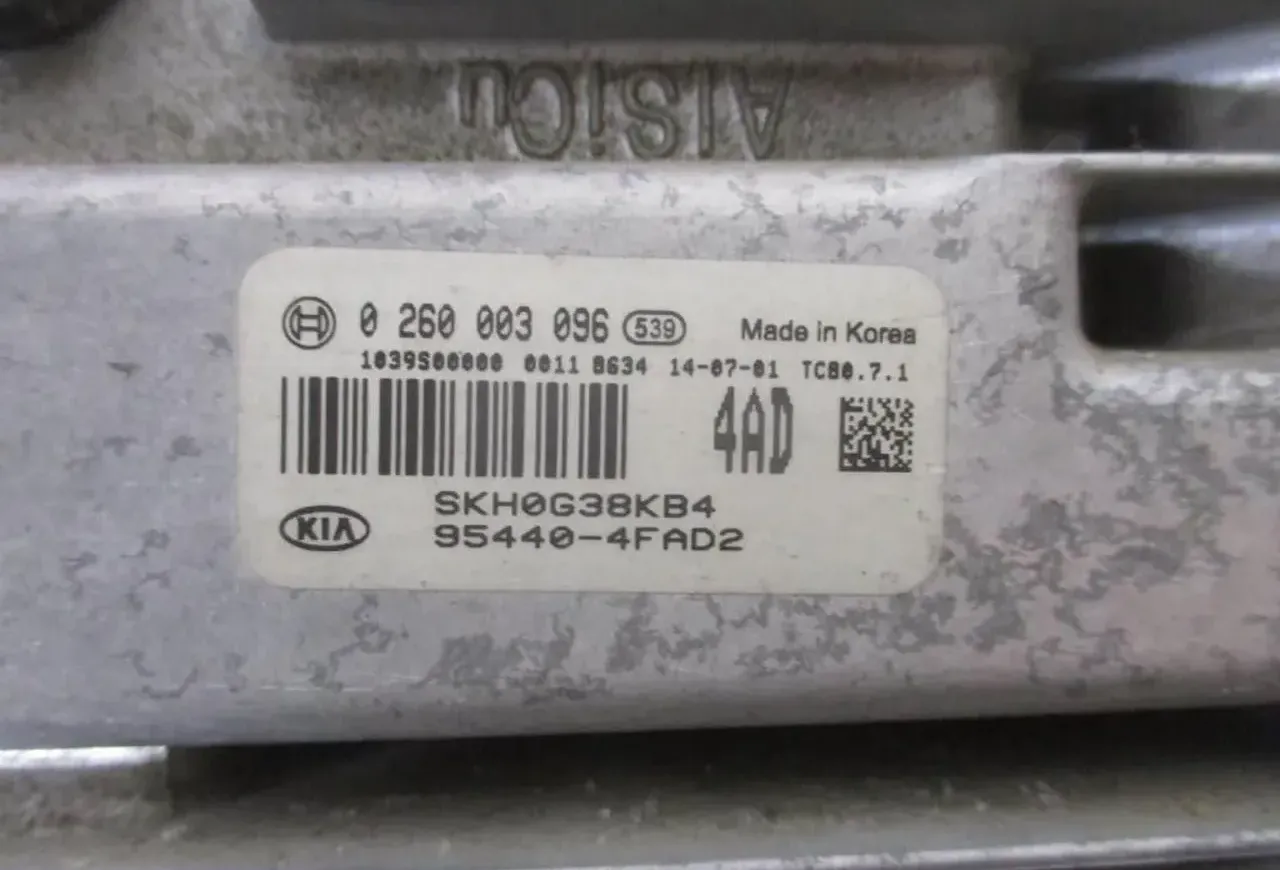 AlSiCu
0 260 003 096 539 Made in Korea
1039S00000 0011 8634 14-07-01 TC80.7.1
4AD
SKH0G38KB4
KIA 95440-4FAD2